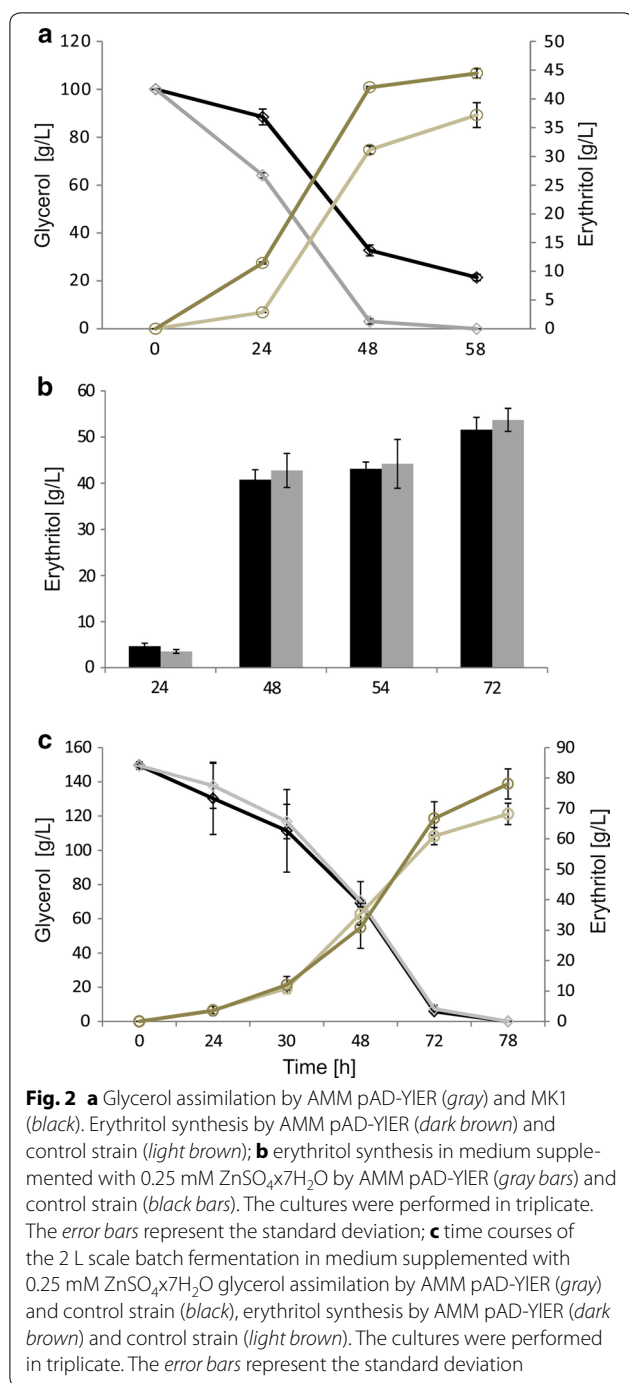 a
120
100
80
60
40
20
0
Glycerol [g/L]
50
45
40
35
30
25
20
15
10
5
0
Erythritol [g/L]
0 24 48 58
b
60
50
40
30
20
10
0
Erythritol [g/L]
24 48 54 72
c
160
140
120
100
80
60
40
20
0
Glycerol [g/L]
90
80
70
60
50
40
30
20
10
0
Erythritol [g/L]
0 24 30 48 72 78
Time [h]
Fig. 2 a Glycerol assimilation by AMM pAD-YlER (gray) and MK1
(black). Erythritol synthesis by AMM pAD-YlER (dark brown) and
control strain (light brown); b erythritol synthesis in medium supple-
mented with 0.25 mM ZnSO₄x7H₂O by AMM pAD-YlER (gray bars) and
control strain (black bars). The cultures were performed in triplicate.
The error bars represent the standard deviation; c time courses of
the 2 L scale batch fermentation in medium supplemented with
0.25 mM ZnSO₄x7H₂O glycerol assimilation by AMM pAD-YlER (gray)
and control strain (black), erythritol synthesis by AMM pAD-YlER (dark
brown) and control strain (light brown). The cultures were performed
in triplicate. The error bars represent the standard deviation